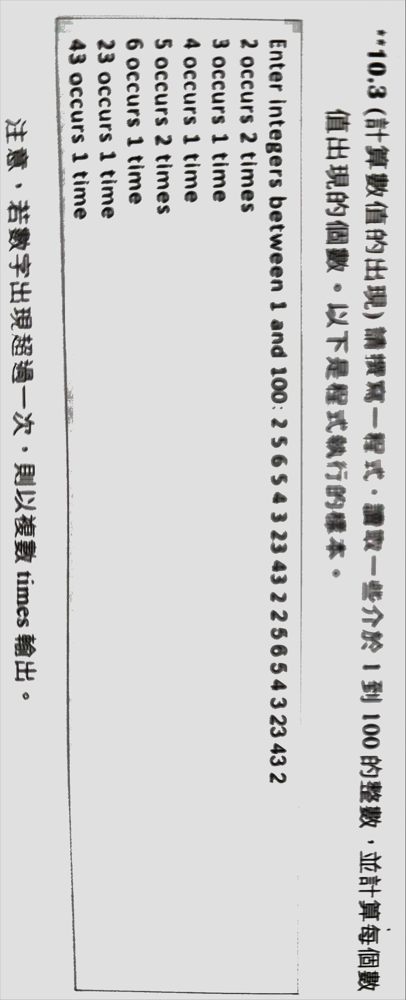 **10.3（計算數值的出現）請撰寫一程式，讀取一些介於 1 到 100 的整數，並計算每個數
值出現的個數。以下是程式執行的樣本。
Enter integers between 1 and 100: 2 5 6 5 4 3 23 43 2 2 5 6 5 4 3 23 43 2
2 occurs 2 times
3 occurs 1 time
4 occurs 1 time
5 occurs 2 times
6 occurs 1 time
23 occurs 1 time
43 occurs 1 time
注意，若數字出現超過一次，則以複數 times 輸出。